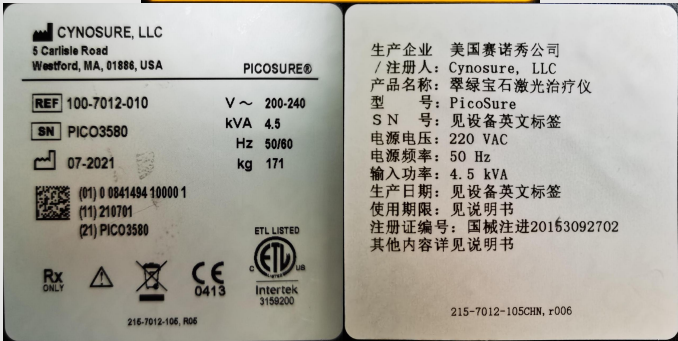 CYNOSURE, LLC
5 Carlisle Road
Westford, MA, 01886, USA
PICOSURE®
REF 100-7012-010
V ~ 200-240
SN PICO3580
kVA 4.5
Hz 50/60
07-2021
kg 171
(01) 0 0841494 10000 1
(11) 210701
(21) PICO3580
ETL LISTED
C ETL US
LISTED
Intertek
3159200
Rx
ONLY
CE
0413
216-7012-106, R06
生产企业 美国赛诺秀公司
/注册人: Cynosure, LLC
产品名称: 翠绿宝石激光治疗仪
型 号: PicoSure
S N 号: 见设备英文标签
电源电压: 220 VAC
电源频率: 50 Hz
输入功率: 4.5 kVA
生产日期: 见设备英文标签
使用期限: 见说明书
注册证编号: 国械注进20153092702
其他内容详见说明书
215-7012-105CHN, r006